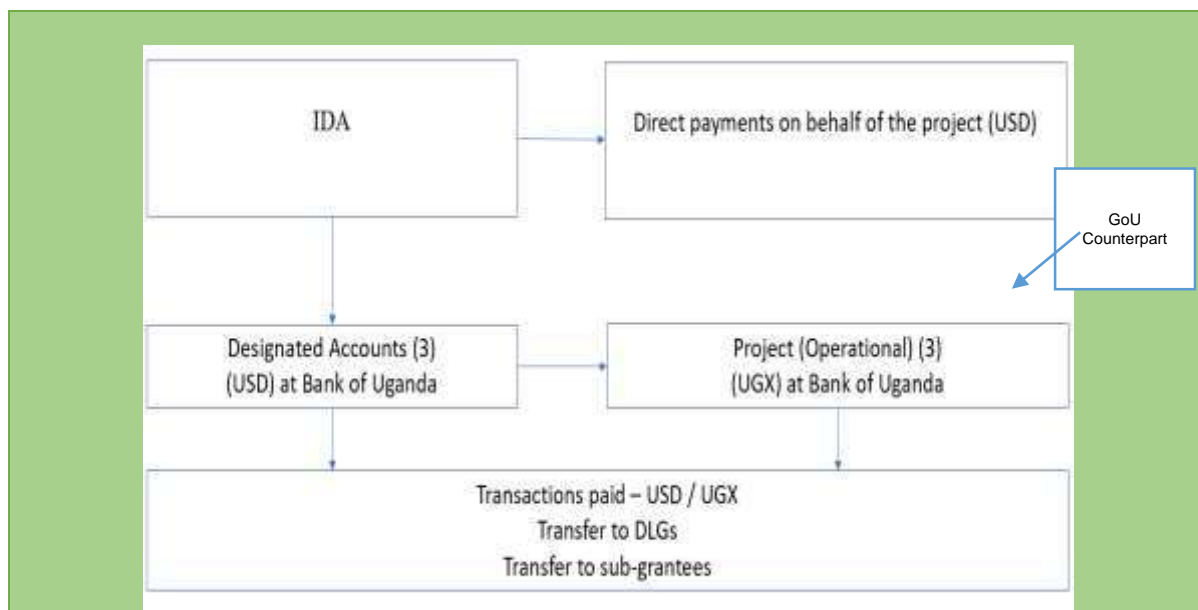 IDA
Direct payments on behalf of the project (USD)
GoU
Counterpart
Designated Accounts (3)
(USD) at Bank of Uganda
Project (Operational) (3)
(UGX) at Bank of Uganda
Transactions paid – USD / UGX
Transfer to DLGs
Transfer to sub-grantees